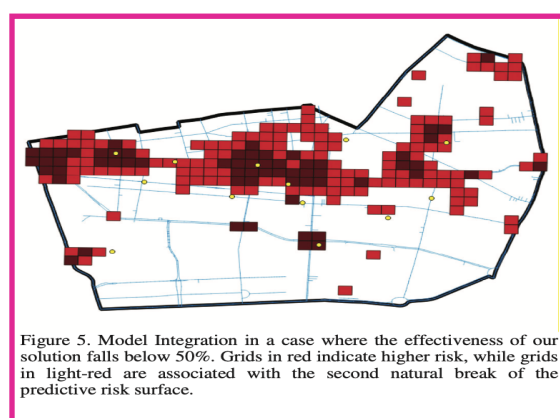 Figure 5. Model Integration in a case where the effectiveness of our
solution falls below 50%. Grids in red indicate higher risk, while grids
in light-red are associated with the second natural break of the
predictive risk surface.